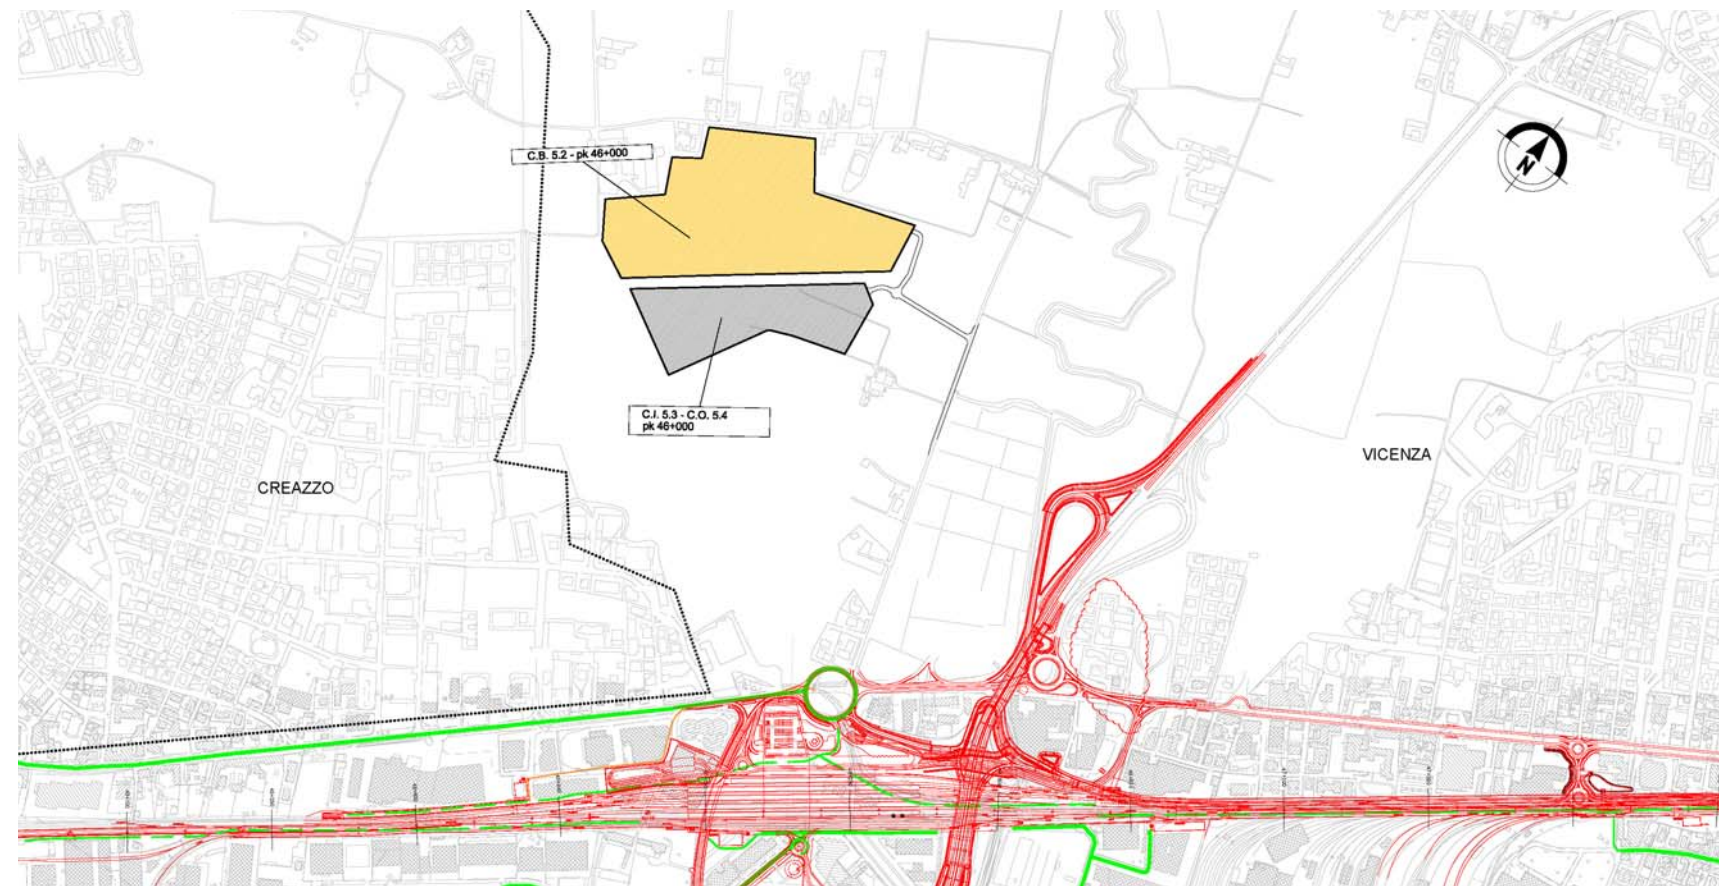 C.B. 5.2 - pk 46+000
N
C.I. 5.3 - C.O. 5.4
pk 46+000
VICENZA
CREAZZO